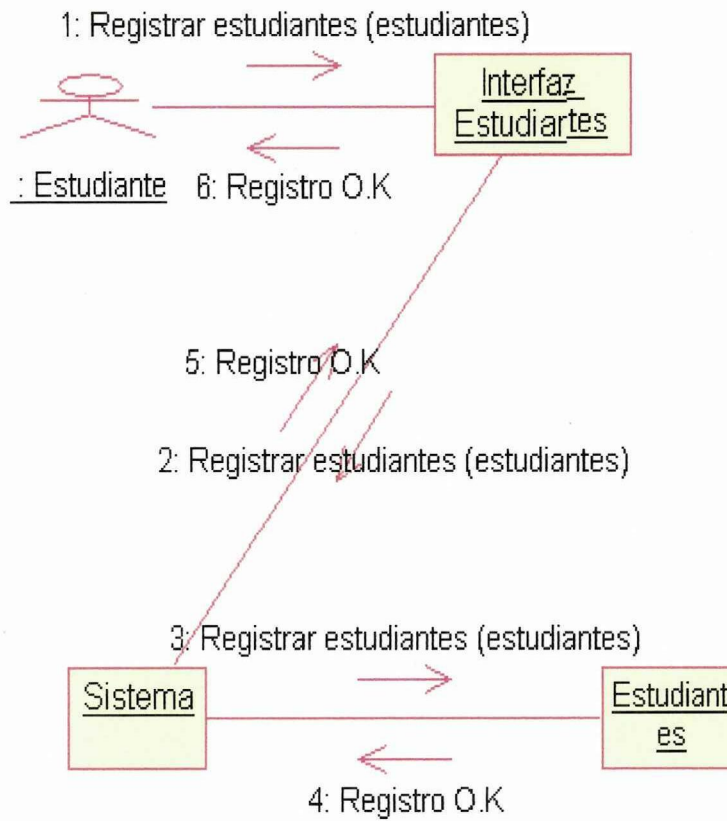 1: Registrar estudiantes (estudiantes)
Interfaz
Estudiartes
: Estudiante
6: Registro O.K
5: Registro O.K
2: Registrar estudiantes (estudiantes)
3: Registrar estudiantes (estudiantes)
Sistema
Estudiant
es
4: Registro O.K